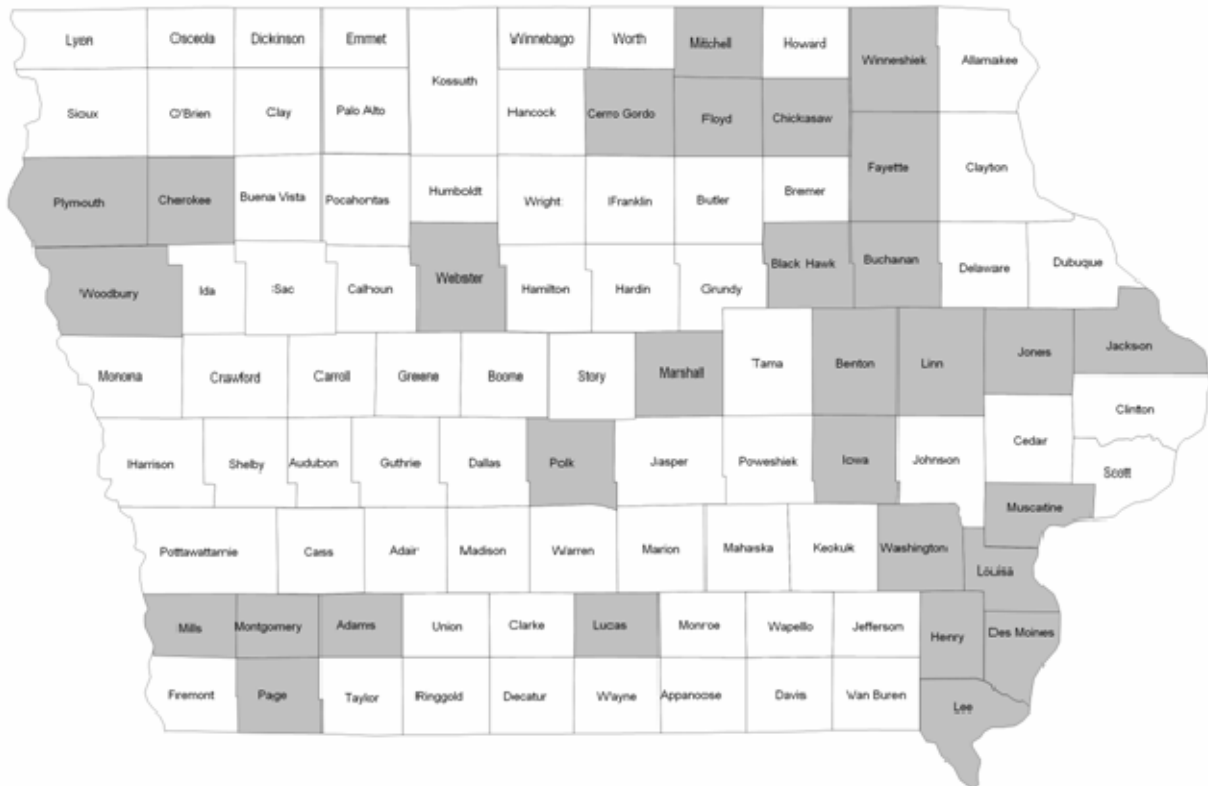 Lyon
Osceola
Dickinson
Emmet
Kossuth
Winnebago
Worth
Mitchell
Howard
Winneshiek
Allamakee
Sioux
O'Brien
Clay
Palo Alto
Hancock
Cerro Gordo
Floyd
Chickasaw
Fayette
Clayton
Plymouth
Cherokee
Buena Vista
Pocahontas
Humboldt
Wright
Franklin
Butler
Bremer
Woodbury
Ida
Sac
Calhoun
Webster
Hamilton
Hardin
Grundy
Black Hawk
Buchanan
Delaware
Dubuque
Monona
Crawford
Carroll
Greene
Boone
Story
Marshall
Tama
Benton
Linn
Jones
Jackson
Clinton
Harrison
Shelby
Audubon
Guthrie
Dallas
Polk
Jasper
Poweshiek
Iowa
Johnson
Cedar
Scott
Muscatine
Pottawattamie
Cass
Adair
Madison
Warren
Marion
Mahaska
Keokuk
Washington
Louisa
Mills
Montgomery
Adams
Union
Clarke
Lucas
Monroe
Wapello
Jefferson
Henry
Des Moines
Fremont
Page
Taylor
Ringgold
Decatur
Wayne
Appanoose
Davis
Van Buren
Lee